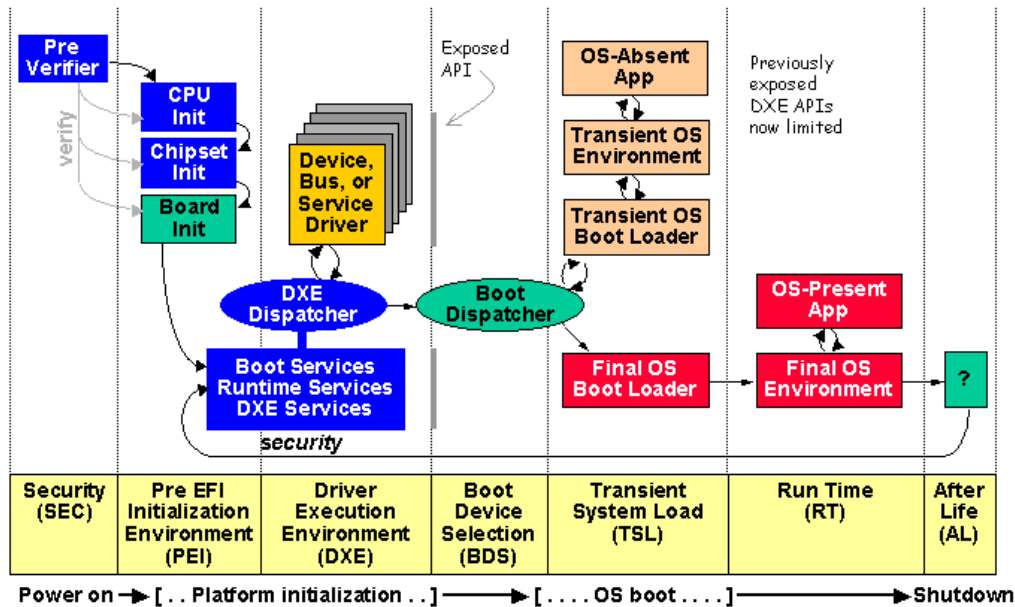 Pre
Verifier
verify
CPU
Init
Chipset
Init
Board
Init
Device,
Bus, or
Service
Driver
Exposed
API
DXE
Dispatcher
Boot
Dispatcher
Boot Services
Runtime Services
DXE Services
security
OS-Absent
App
Transient OS
Environment
Transient OS
Boot Loader
Final OS
Boot Loader
Previously
exposed
DXE APIs
now limited
OS-Present
App
Final OS
Environment
?
Security
(SEC)
Pre EFI
Initialization
Environment
(PEI)
Driver
Execution
Environment
(DXE)
Boot
Device
Selection
(BDS)
Transient
System Load
(TSL)
Run Time
(RT)
After
Life
(AL)
Power on [ . . Platform initialization . . ] [ . . . . OS boot . . . . ] Shutdown